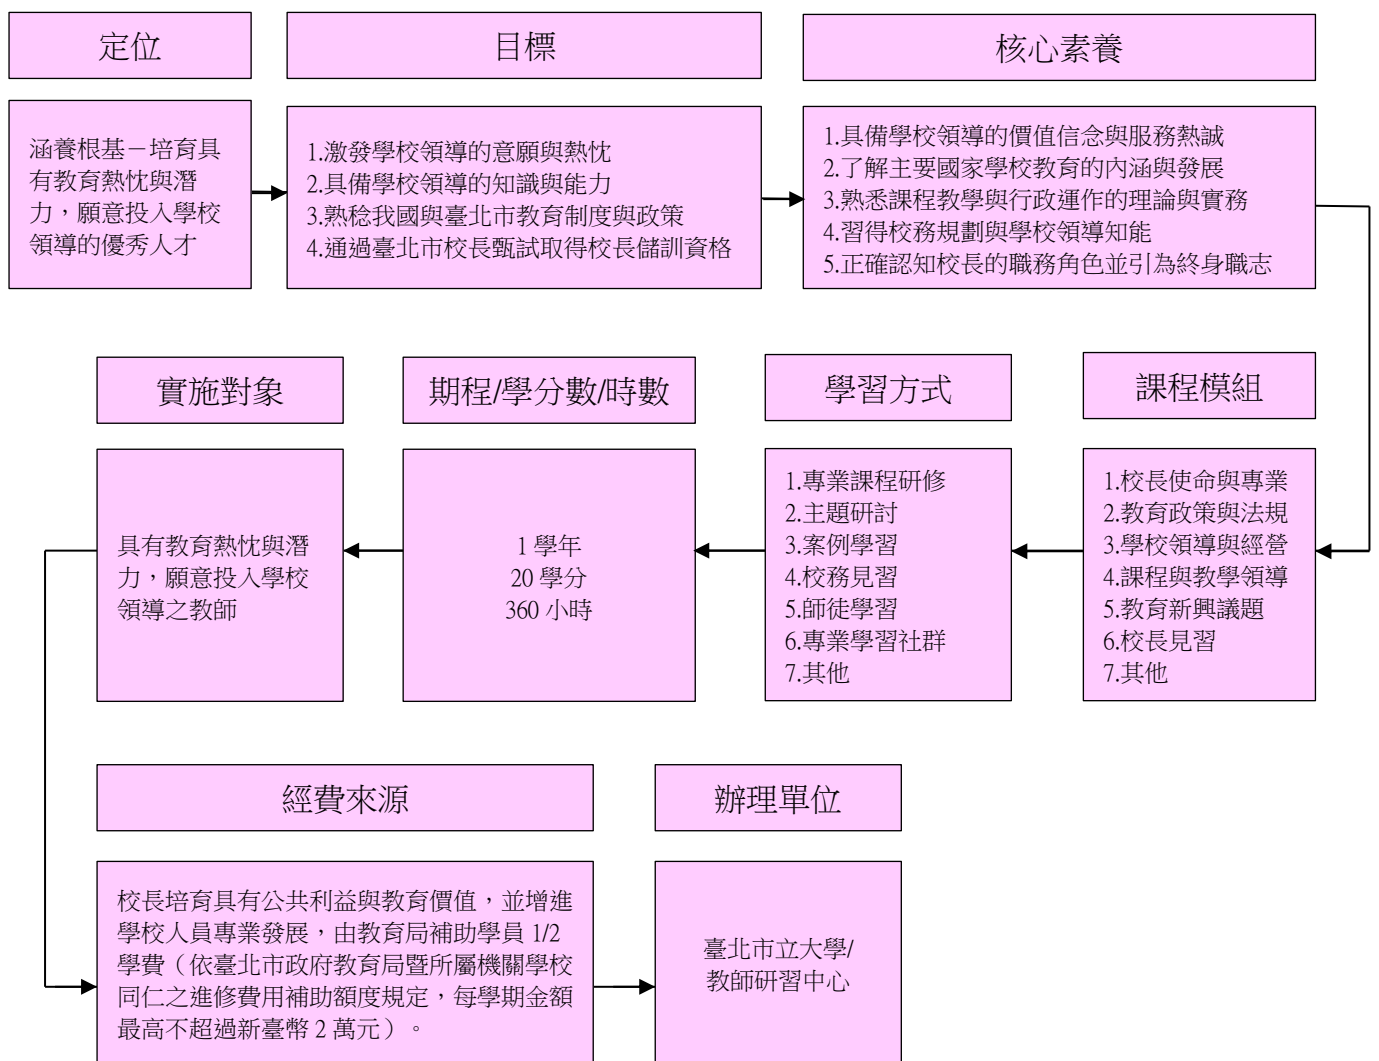 定位
涵養根基－培育具
有教育熱忱與潛
力，願意投入學校
領導的優秀人才
目標
1.激發學校領導的意願與熱忱
2.具備學校領導的知識與能力
3.熟稔我國與臺北市教育制度與政策
4.通過臺北市校長甄試取得校長儲訓資格
核心素養
1.具備學校領導的價值信念與服務熱誠
2.了解主要國家學校教育的內涵與發展
3.熟悉課程教學與行政運作的理論與實務
4.習得校務規劃與學校領導知能
5.正確認知校長的職務角色並引為終身職志
課程模組
1.校長使命與專業
2.教育政策與法規
3.學校領導與經營
4.課程與教學領導
5.教育新興議題
6.校長見習
7.其他
學習方式
1.專業課程研修
2.主題研討
3.案例學習
4.校務見習
5.師徒學習
6.專業學習社群
7.其他
期程/學分數/時數
1 學年
20 學分
360 小時
實施對象
具有教育熱忱與潛
力，願意投入學校
領導之教師
經費來源
校長培育具有公共利益與教育價值，並增進
學校人員專業發展，由教育局補助學員 1/2
學費（依臺北市政府教育局暨所屬機關學校
同仁之進修費用補助額度規定，每學期金額
最高不超過新臺幣 2 萬元）。
辦理單位
臺北市立大學/
教師研習中心